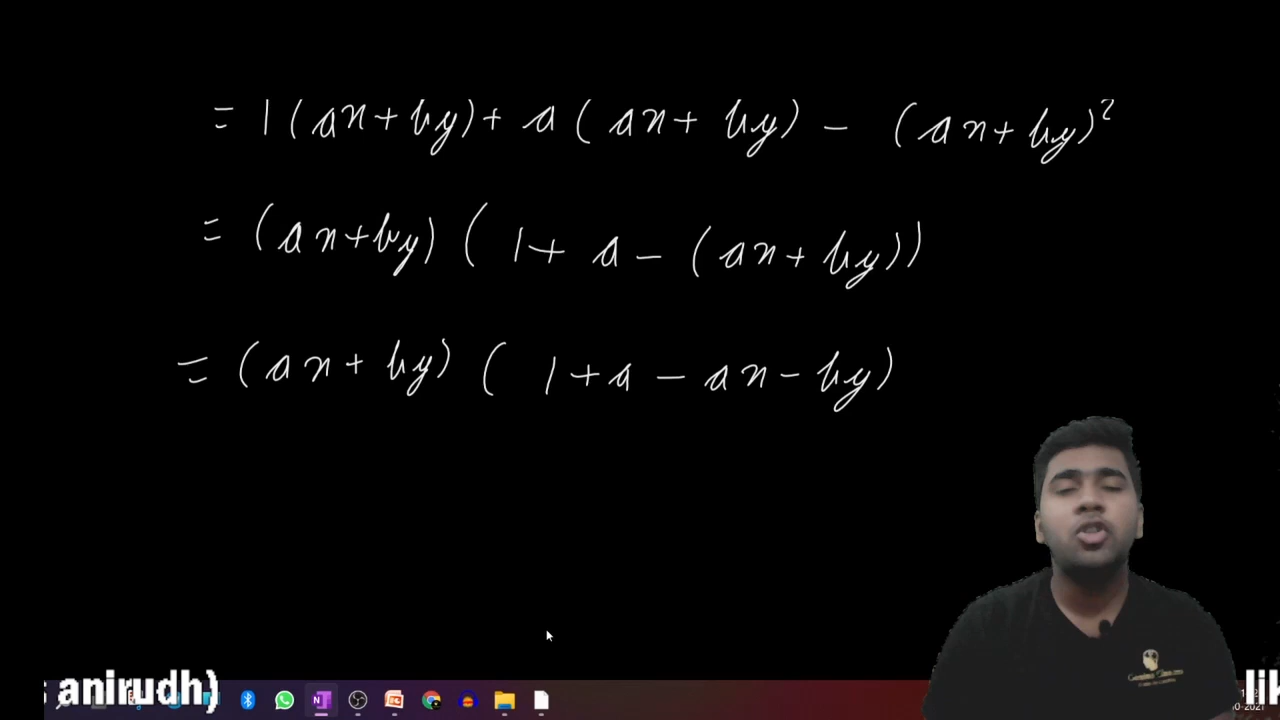 = 1(ax+by)+ a(ax+by) - (ax+by)²
= (ax+by)(1+a-(ax+by))
= (ax+by)(1+a-ax-by)
anirudh)
lik